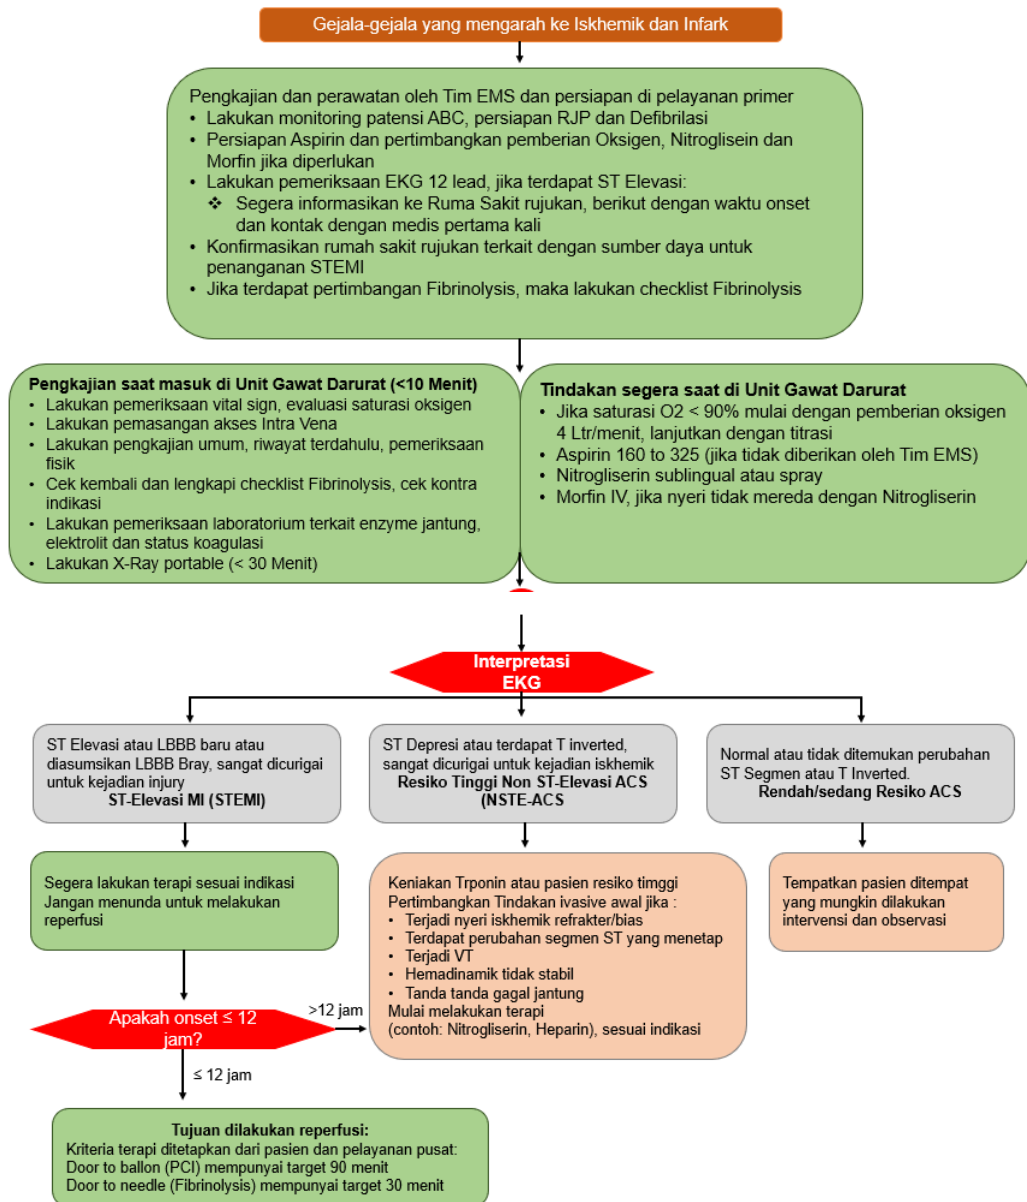 Gejala-gejala yang mengarah ke Iskhemik dan Infark
Pengkajian dan perawatan oleh Tim EMS dan persiapan di pelayanan primer
• Lakukan monitoring patensi ABC, persiapan RJP dan Defibrilasi
• Persiapan Aspirin dan pertimbangkan pemberian Oksigen, Nitroglisein dan
Morfin jika diperlukan
• Lakukan pemeriksaan EKG 12 lead, jika terdapat ST Elevasi:
❖ Segera informasikan ke Ruma Sakit rujukan, berikut dengan waktu onset
dan kontak dengan medis pertama kali
• Konfirmasikan rumah sakit rujukan terkait dengan sumber daya untuk
penanganan STEMI
• Jika terdapat pertimbangan Fibrinolysis, maka lakukan checklist Fibrinolysis
Pengkajian saat masuk di Unit Gawat Darurat (<10 Menit)
• Lakukan pemeriksaan vital sign, evaluasi saturasi oksigen
• Lakukan pemasangan akses Intra Vena
• Lakukan pengkajian umum, riwayat terdahulu, pemeriksaan
fisik
• Cek kembali dan lengkapi checklist Fibrinolysis, cek kontra
indikasi
• Lakukan pemeriksaan laboratorium terkait enzyme jantung,
elektrolit dan status koagulasi
• Lakukan X-Ray portable (< 30 Menit)
Tindakan segera saat di Unit Gawat Darurat
• Jika saturasi O2 < 90% mulai dengan pemberian oksigen
4 Ltr/menit, lanjutkan dengan titrasi
• Aspirin 160 to 325 (jika tidak diberikan oleh Tim EMS)
• Nitrogliserin sublingual atau spray
• Morfin IV, jika nyeri tidak mereda dengan Nitrogliserin
Interpretasi
EKG
ST Elevasi atau LBBB baru atau
diasumsikan LBBB Bray, sangat dicurigai
untuk kejadian injury
ST-Elevasi MI (STEMI)
ST Depresi atau terdapat T inverted,
sangat dicurigai untuk kejadian iskhemik
Resiko Tinggi Non ST-Elevasi ACS
(NSTE-ACS
Normal atau tidak ditemukan perubahan
ST Segmen atau T Inverted.
Rendah/sedang Resiko ACS
Segera lakukan terapi sesuai indikasi
Jangan menunda untuk melakukan
reperfusi
Keniakan Trponin atau pasien resiko timggi
Pertimbangkan Tindakan ivasive awal jika :
• Terjadi nyeri iskhemik refrakter/bias
• Terdapat perubahan segmen ST yang menetap
• Terjadi VT
• Hemadinamik tidak stabil
• Tanda tanda gagal jantung
Mulai melakukan terapi
(contoh: Nitrogliserin, Heparin), sesuai indikasi
Tempatkan pasien ditempat
yang mungkin dilakukan
intervensi dan observasi
Apakah onset ≤ 12
jam?
>12 jam
≤ 12 jam
Tujuan dilakukan reperfusi:
Kriteria terapi ditetapkan dari pasien dan pelayanan pusat:
Door to ballon (PCI) mempunyai target 90 menit
Door to needle (Fibrinolysis) mempunyai target 30 menit